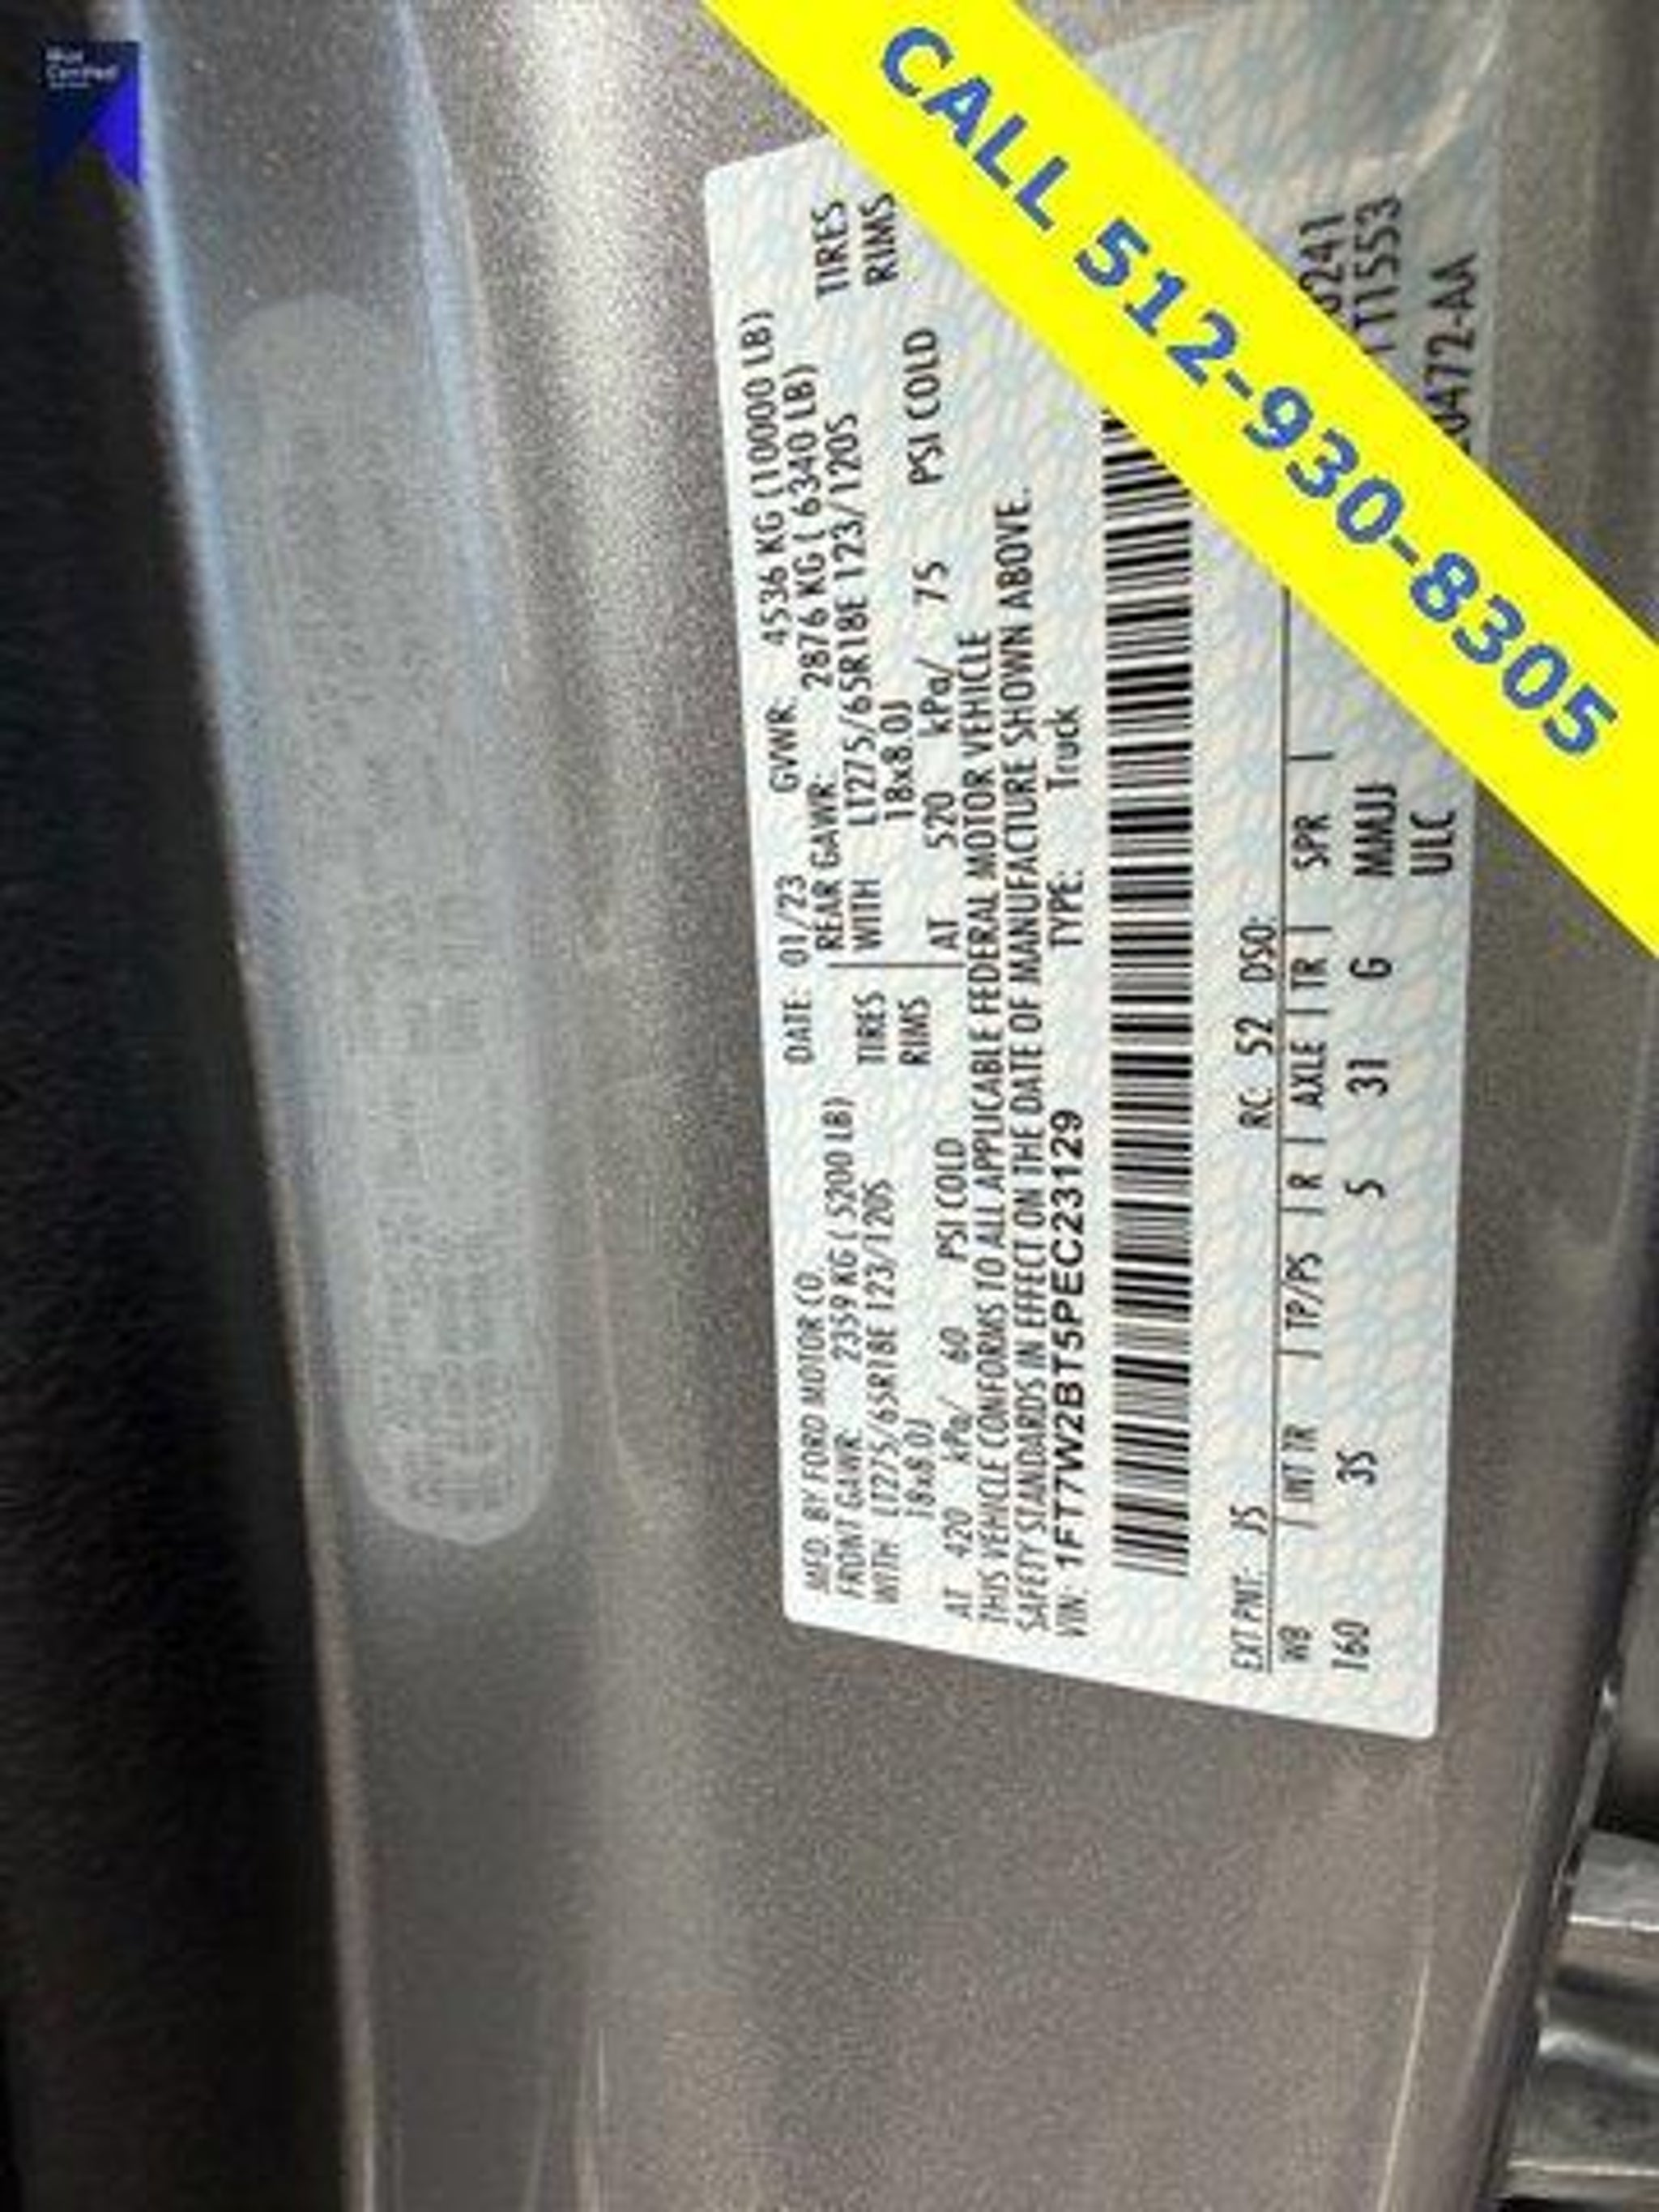 Blue
Certified
CALL 512-930-8305
MFD. BY FORD MOTOR CO.
DATE: 01/23 GVWR: 4536 KG (10000 LB)
FRONT GAWR: 2359 KG ( 5200 LB)
REAR GAWR: 2876 KG ( 6340 LB)
WITH LT275/65R18E 123/120S TIRES
WITH LT275/65R18E 123/120S TIRES
18x8.0J RIMS
18x8.0J RIMS
AT 420 kPa/ 60 PSI COLD
AT 520 kPa/ 75 PSI COLD
THIS VEHICLE CONFORMS TO ALL APPLICABLE FEDERAL MOTOR VEHICLE
SAFETY STANDARDS IN EFFECT ON THE DATE OF MANUFACTURE SHOWN ABOVE.
VIN: 1FT7W2BT5PEC23129 TYPE: Truck
EXT PNT: JS RC: 52 DSO:
WB | INT TR | TP/PS | R | AXLE | TR | SPR |
160 3S 5 31 G MMUJ
ULC